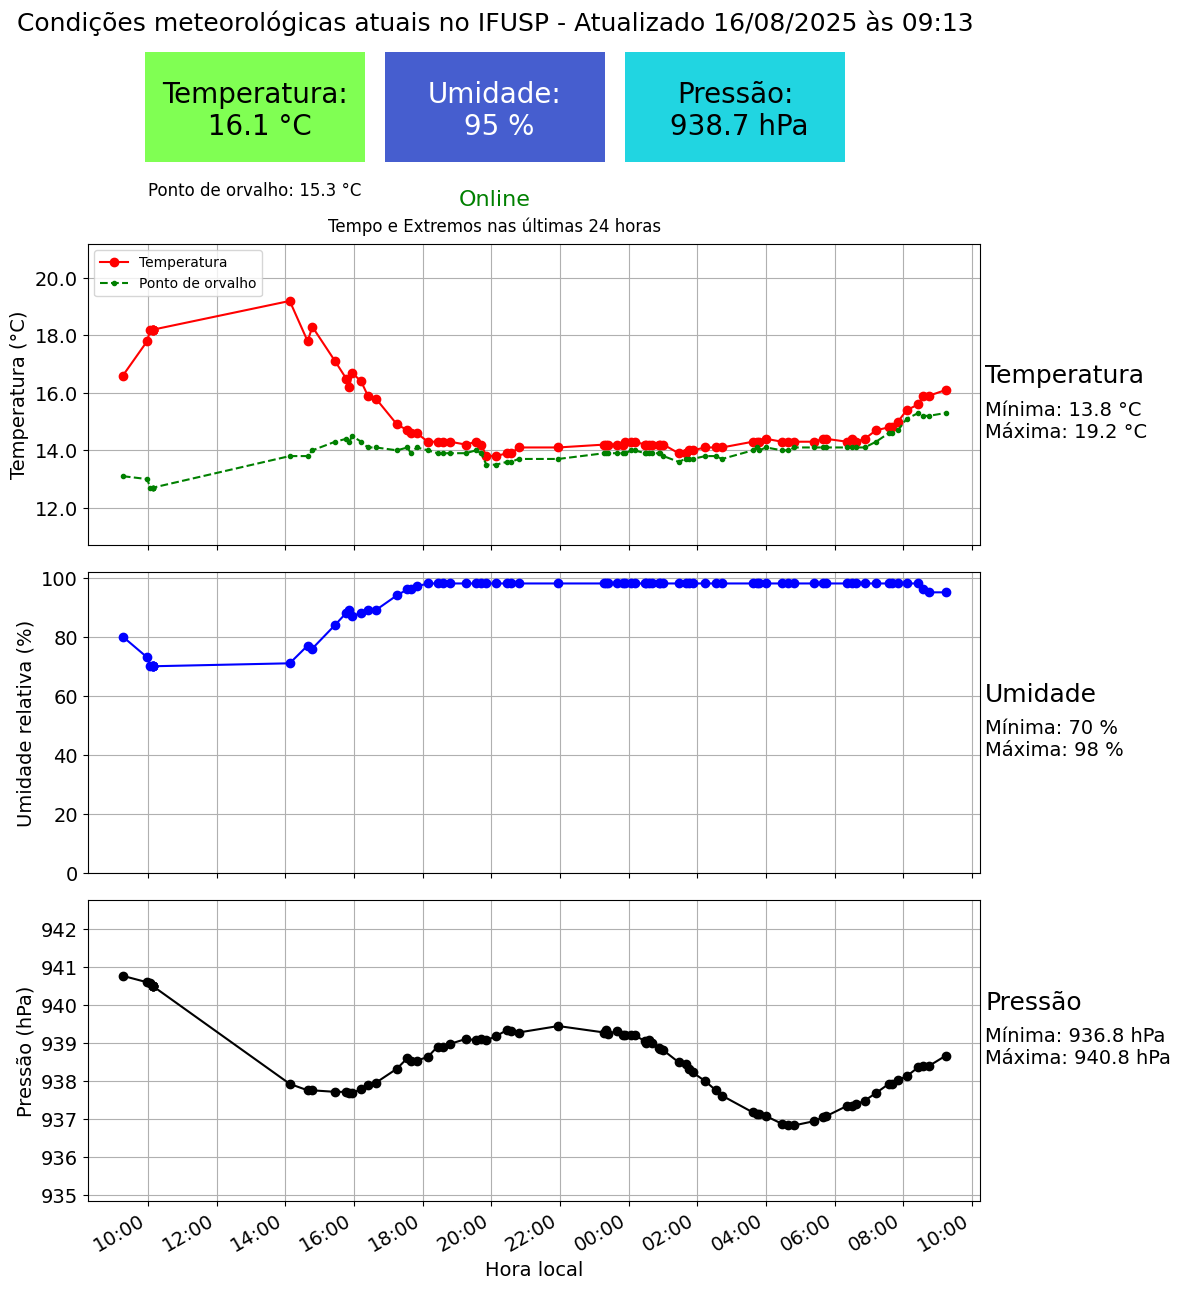 Condições meteorológicas atuais no IFUSP - Atualizado 16/08/2025 às 09:13
Temperatura:
16.1 °C
Umidade:
95 %
Pressão:
938.7 hPa
Ponto de orvalho: 15.3 °C
Online
Tempo e Extremos nas últimas 24 horas
Temperatura
Ponto de orvalho
Temperatura (°C)
20.0
18.0
16.0
14.0
12.0
Temperatura
Mínima: 13.8 °C
Máxima: 19.2 °C
Umidade relativa (%)
100
80
60
40
20
0
Umidade
Mínima: 70 %
Máxima: 98 %
Pressão (hPa)
942
941
940
939
938
937
936
935
Pressão
Mínima: 936.8 hPa
Máxima: 940.8 hPa
10:00
12:00
14:00
16:00
18:00
20:00
22:00
00:00
02:00
04:00
06:00
08:00
10:00
Hora local